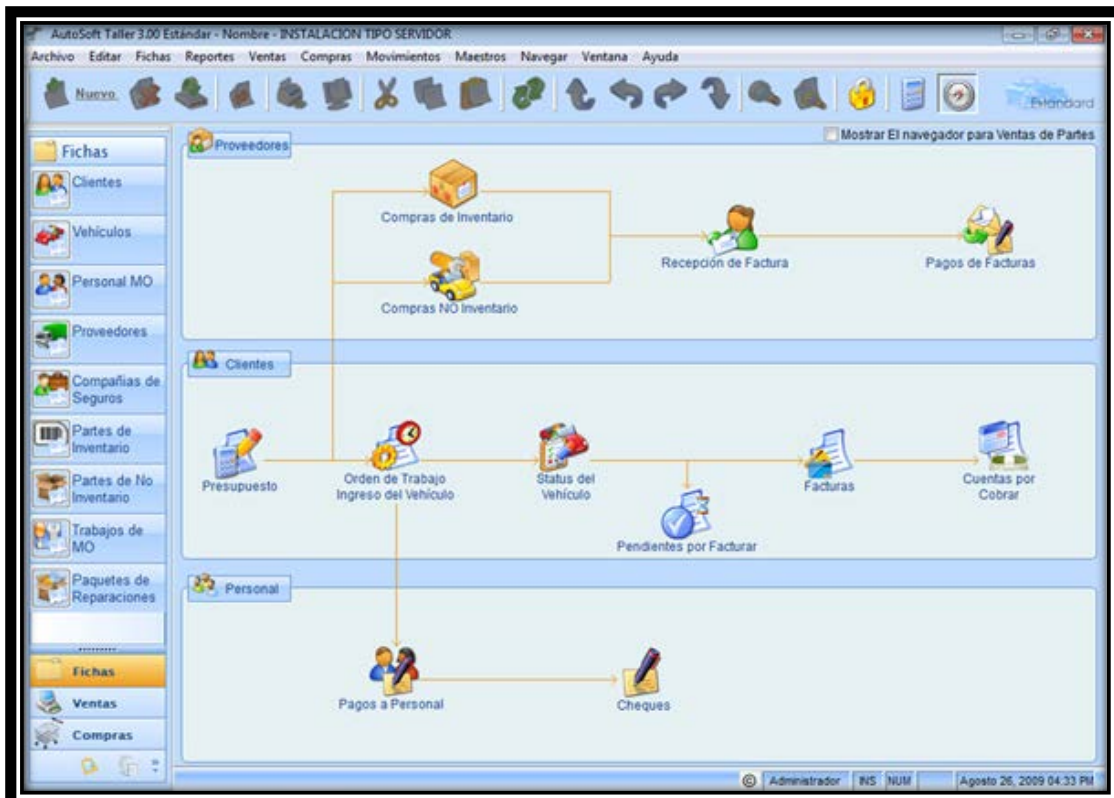 AutoSoft Taller 3.00 Estándar - Nombre - INSTALACION TIPO SERVIDOR
Archivo Editar Fichas Reportes Ventas Compras Movimientos Maestros Navegar Ventana Ayuda
Nuevo
Estándard
Mostrar El navegador para Ventas de Partes
Fichas
Clientes
Vehículos
Personal MO
Proveedores
Compañias de
Seguros
Partes de
Inventario
Partes de No
Inventario
Trabajos de
MO
Paquetes de
Reparaciones
Fichas
Ventas
Compras
Proveedores
Compras de Inventario
Compras NO Inventario
Recepción de Factura
Pagos de Facturas
Clientes
Presupuesto
Orden de Trabajo
Ingreso del Vehículo
Status del
Vehículo
Pendientes por Facturar
Facturas
Cuentas por
Cobrar
Personal
Pagos a Personal
Cheques
© Administrador INS NUM Agosto 26, 2009 04:33 PM